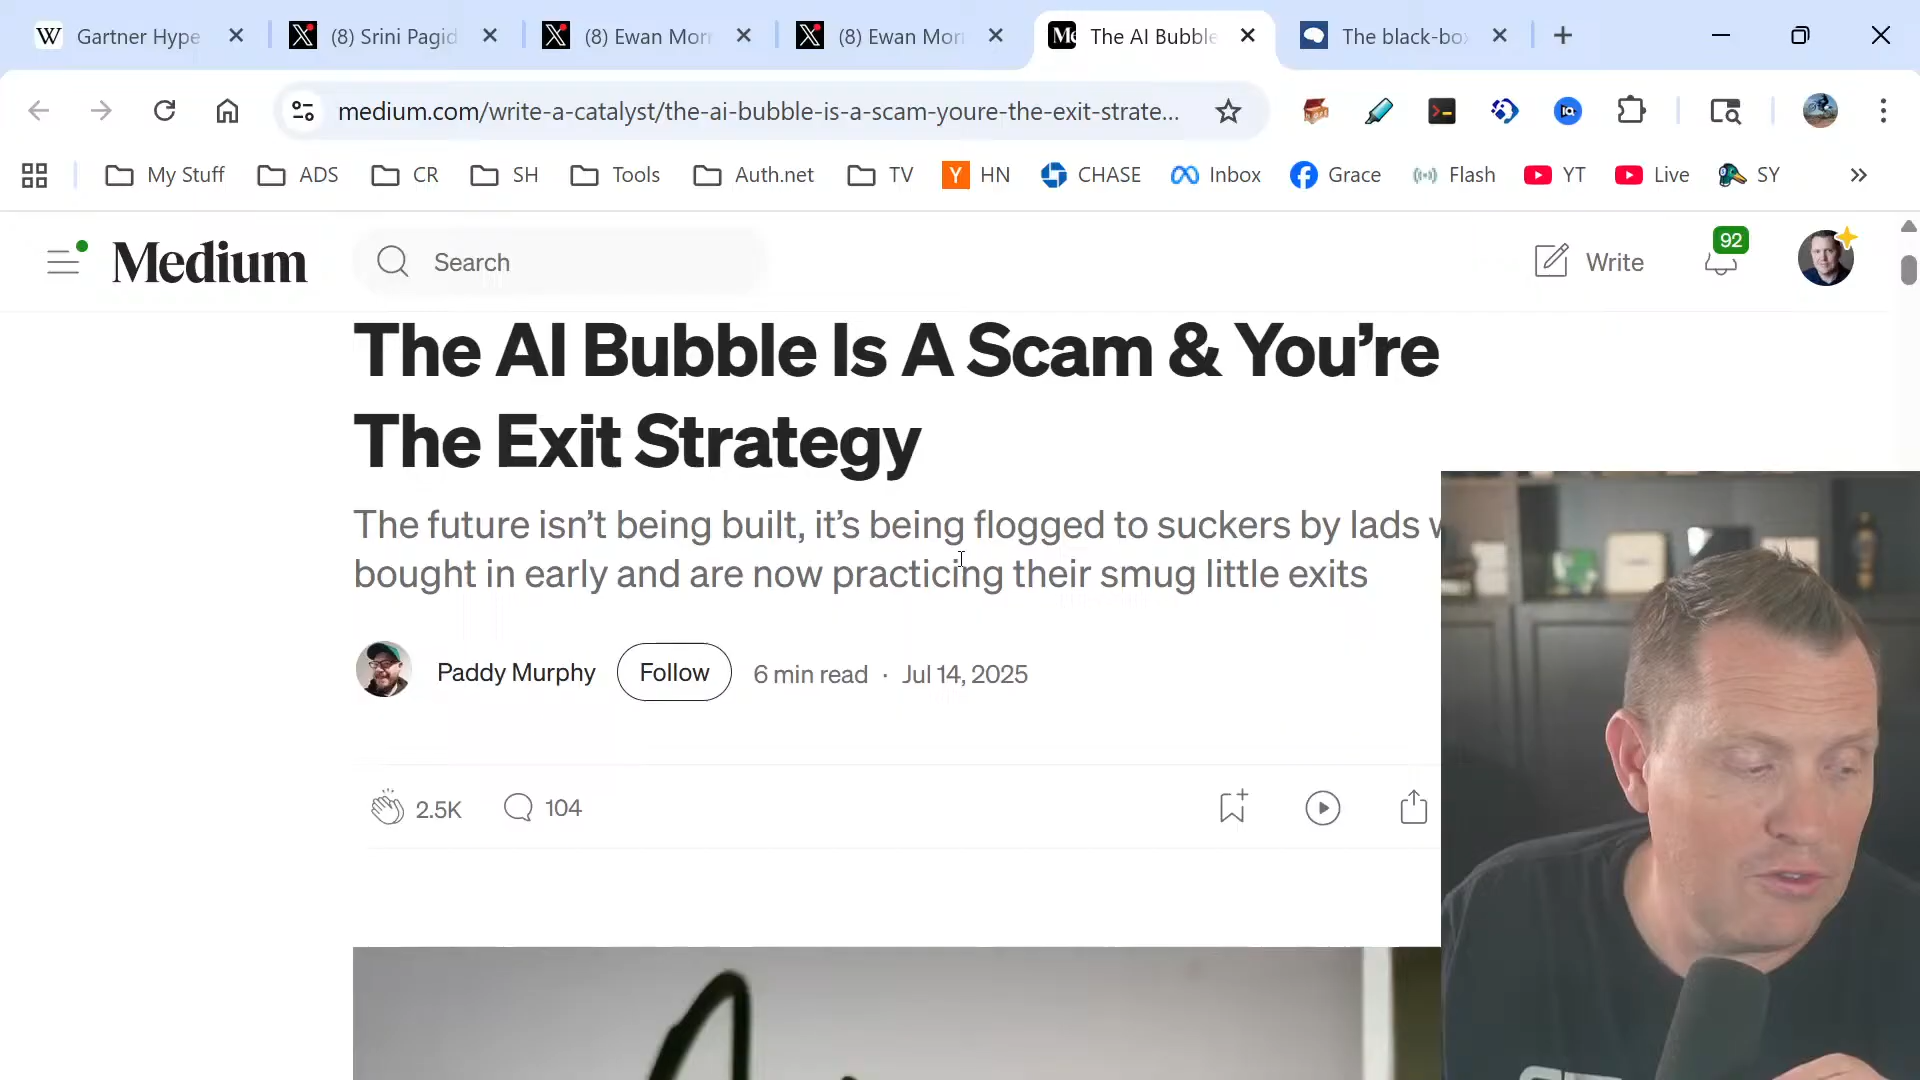 W Gartner Hype
(8) Srini Pagid
(8) Ewan Morr
(8) Ewan Mori
The AI Bubble
The black-bo
medium.com/write-a-catalyst/the-ai-bubble-is-a-scam-youre-the-exit-strate...
My Stuff
ADS
CR
SH
Tools
Auth.net
TV
Y HN
CHASE
Inbox
Grace
Flash
YT
Live
SY
Medium
Search
Write
92
The AI Bubble Is A Scam & You're
The Exit Strategy
The future isn't being built, it's being flogged to suckers by lads
bought in early and are now practicing their smug little exits
Paddy Murphy
Follow
6 min read · Jul 14, 2025
2.5K
104